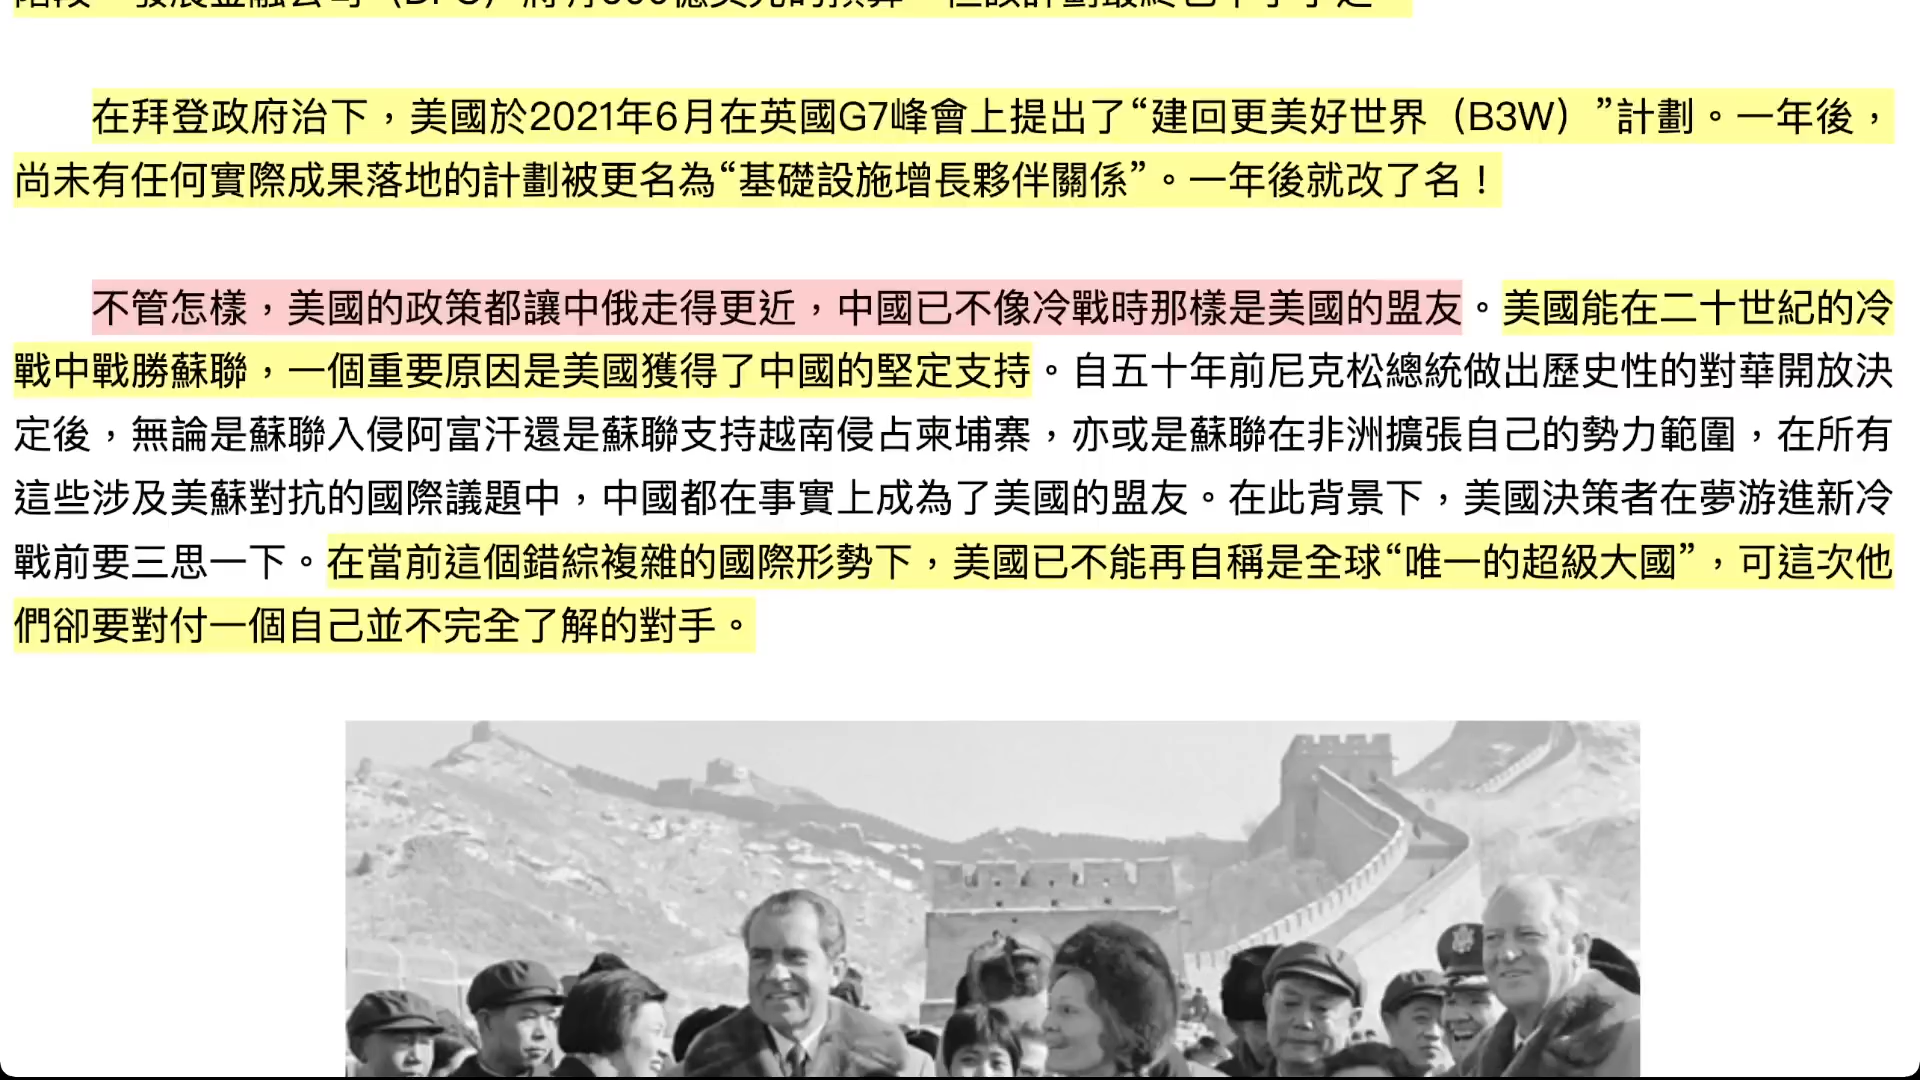 在拜登政府治下，美國於2021年6月在英國G7峰會上提出了“建回更美好世界（B3W）”計劃。一年後，
尚未有任何實際成果落地的計劃被更名為“基礎設施增長夥伴關係”。一年後就改了名！
不管怎樣，美國的政策都讓中俄走得更近，中國已不像冷戰時那樣是美國的盟友。美國能在二十世紀的冷
戰中戰勝蘇聯，一個重要原因是美國獲得了中國的堅定支持。自五十年前尼克松總統做出歷史性的對華開放決
定後，無論是蘇聯入侵阿富汗還是蘇聯支持越南侵占柬埔寨，亦或是蘇聯在非洲擴張自己的勢力範圍，在所有
這些涉及美蘇對抗的國際議題中，中國都在事實上成為了美國的盟友。在此背景下，美國決策者在夢游進新冷
戰前要三思一下。在當前這個錯綜複雜的國際形勢下，美國已不能再自稱是全球“唯一的超級大國”，可這次他
們卻要對付一個自己並不完全了解的對手。